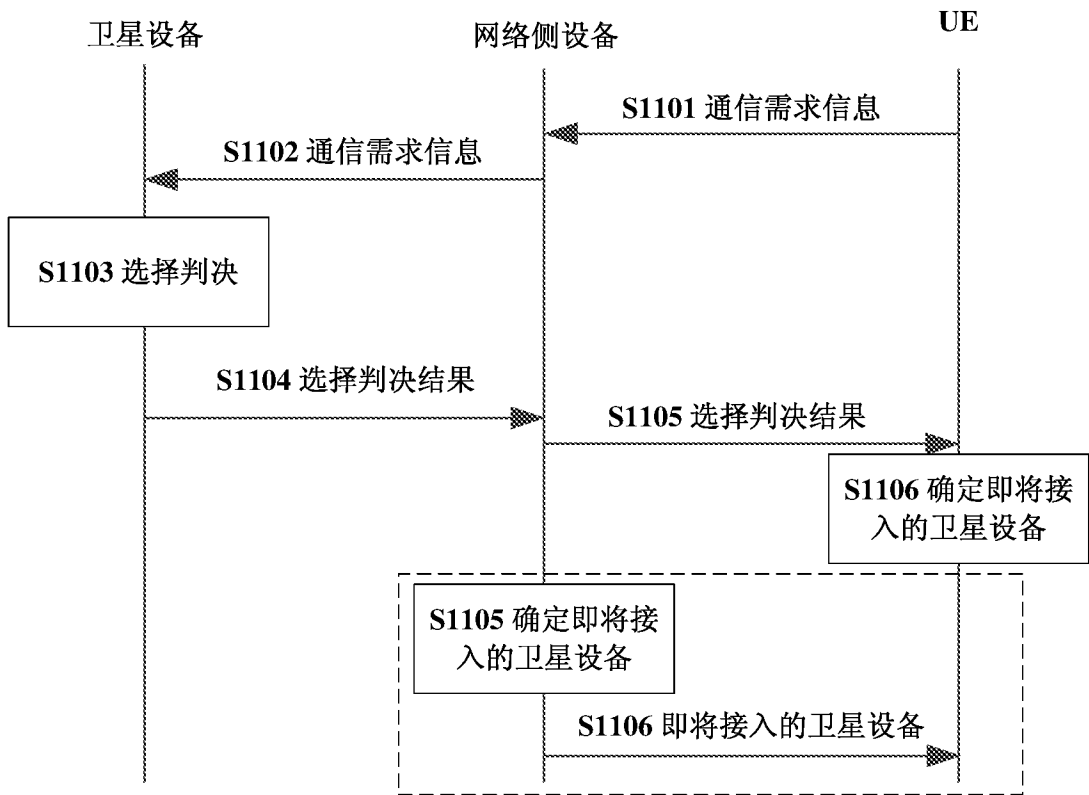 卫星设备
网络侧设备
UE
S1101 通信需求信息
S1102 通信需求信息
S1103 选择判决
S1104 选择判决结果
S1105 选择判决结果
S1106 确定即将接
入的卫星设备
S1105 确定即将接
入的卫星设备
S1106 即将接入的卫星设备